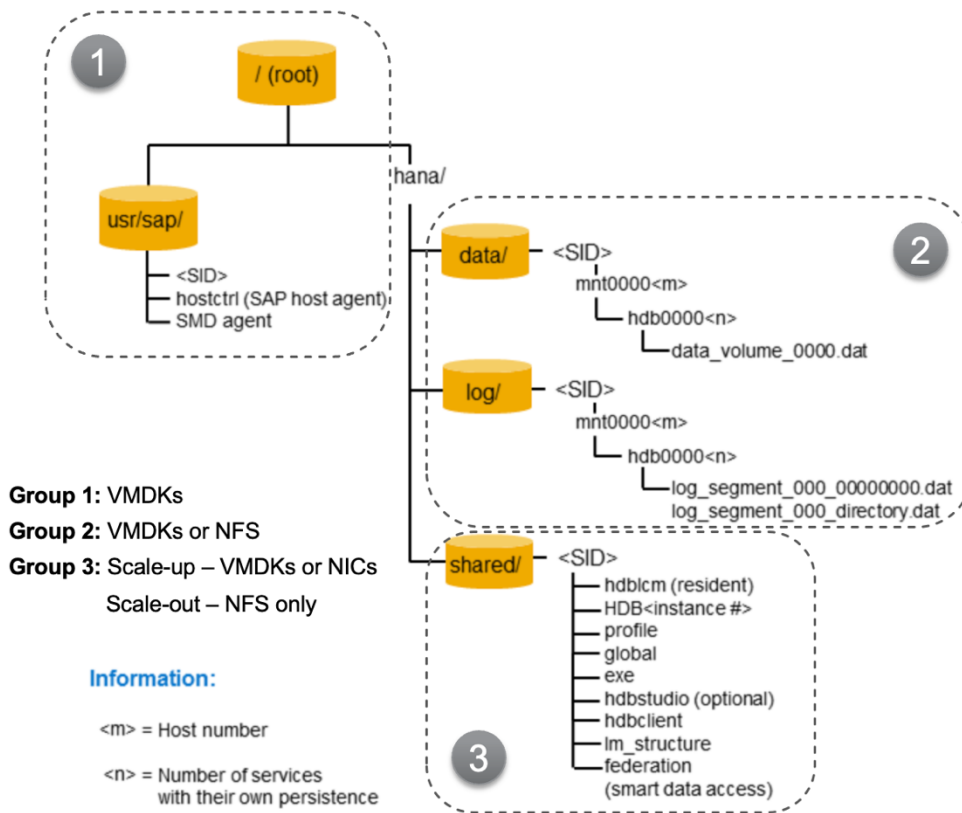 1
/ (root)
usr/sap/
<SID>
hostctrl (SAP host agent)
SMD agent
hana/
2
data/
<SID>
mnt0000<m>
hdb0000<n>
data_volume_0000.dat
log/
<SID>
mnt0000<m>
hdb0000<n>
log_segment_000_00000000.dat
log_segment_000_directory.dat
Group 1: VMDKs
Group 2: VMDKs or NFS
Group 3: Scale-up – VMDKs or NICs
Scale-out – NFS only
shared/
<SID>
hdblcm (resident)
HDB<instance #>
profile
global
exe
hdbstudio (optional)
hdbclient
lm_structure
federation
(smart data access)
3
Information:
<m> = Host number
<n> = Number of services
with their own persistence